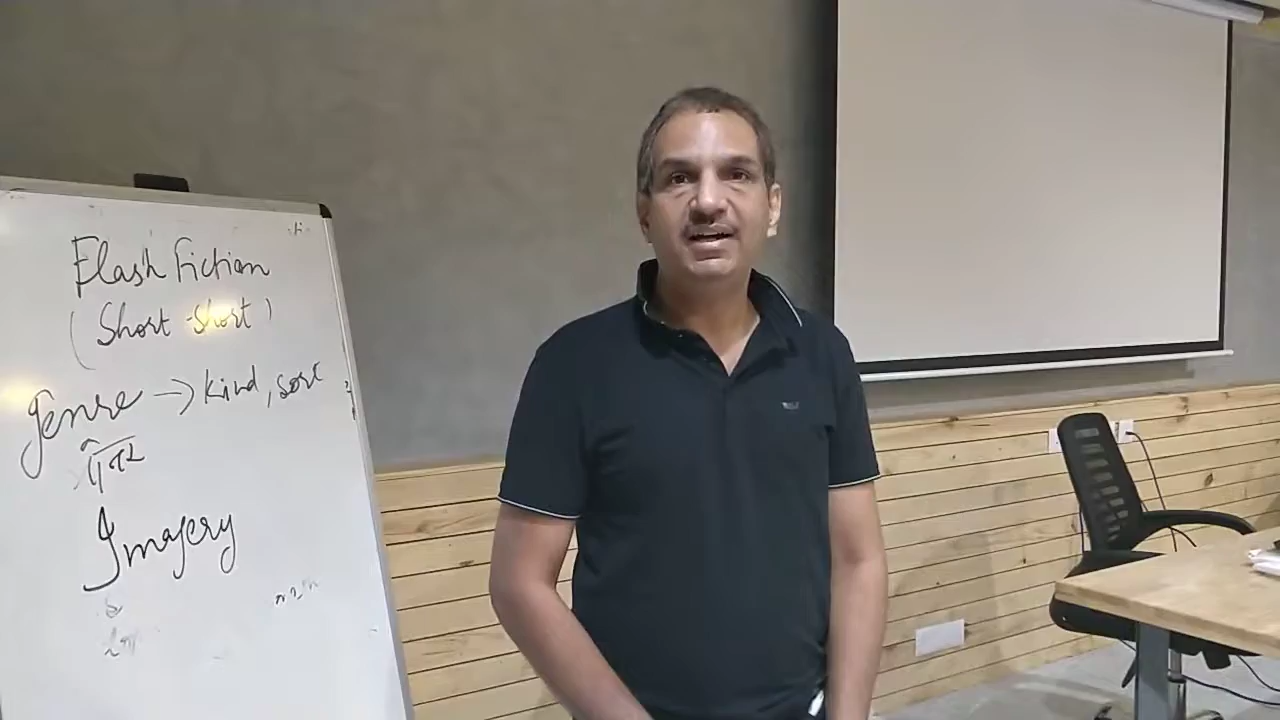 Flash Fiction
(Short-Short)
Genre → kind, sort
Imagery